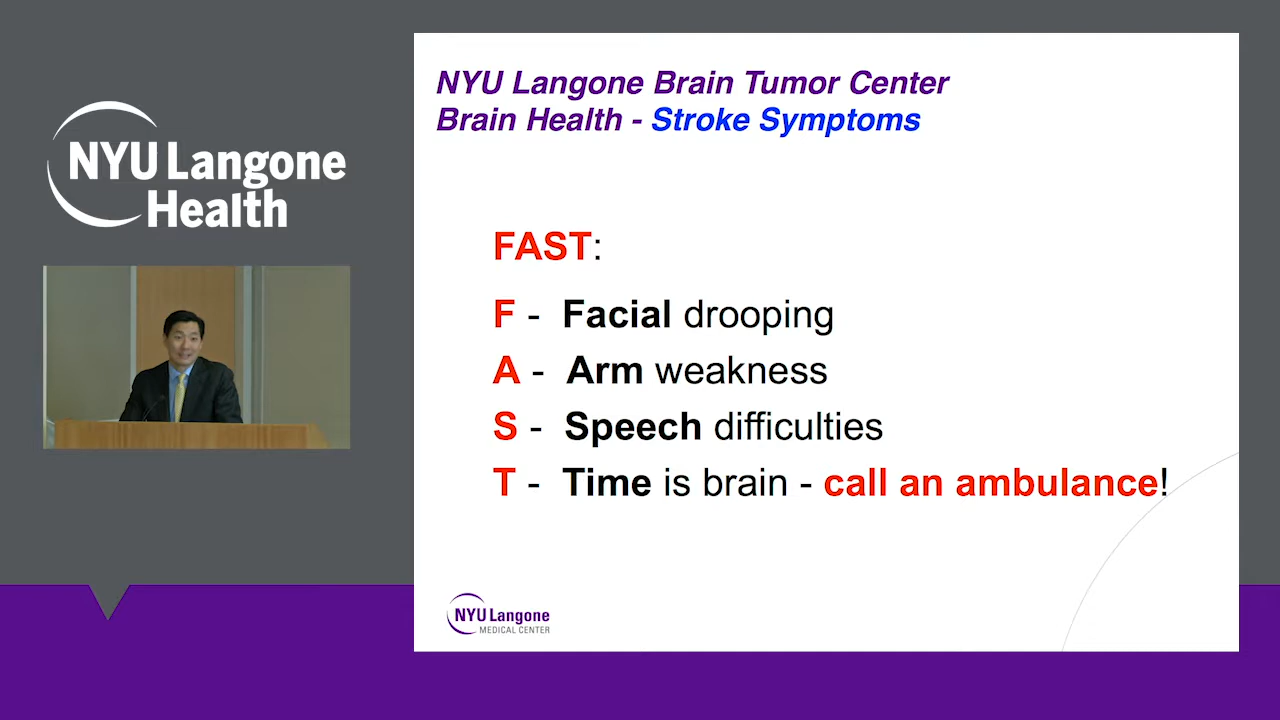 NYU Langone
Health
NYU Langone Brain Tumor Center
Brain Health - Stroke Symptoms
FAST:
F - Facial drooping
A - Arm weakness
S - Speech difficulties
T - Time is brain - call an ambulance!
NYU Langone
MEDICAL CENTER